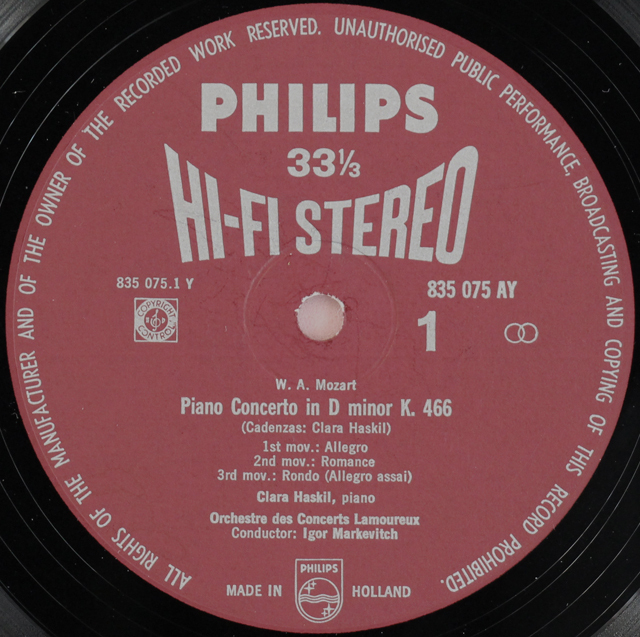 ALL RIGHTS OF THE MANUFACTURER AND OF THE OWNER OF THE RECORDED WORK RESERVED. UNAUTHORISED PUBLIC PERFORMANCE, BROADCASTING AND COPYING OF THIS RECORD PROHIBITED.
PHILIPS
33⅓
HI-FI STEREO
835 075.1 Y
835 075 AY
COPYRIGHT CONTROL
1
W. A. Mozart
Piano Concerto in D minor K. 466
(Cadenzas: Clara Haskil)
1st mov.: Allegro
2nd mov.: Romance
3rd mov.: Rondo (Allegro assai)
Clara Haskil, piano
Orchestre des Concerts Lamoureux
Conductor: Igor Markevitch
PHILIPS
MADE IN HOLLAND